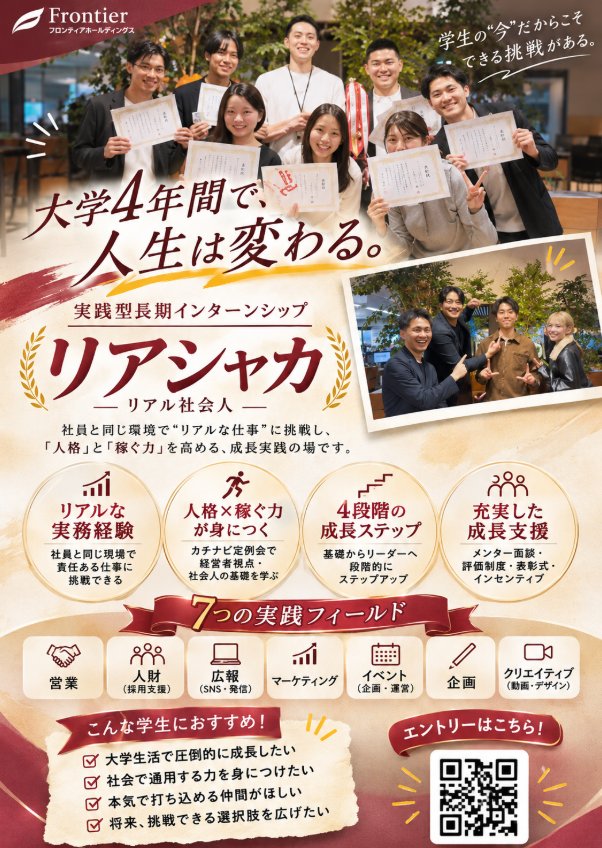 Frontier
フロンティアホールディングス
学生の“今”だからこそ
できる挑戦がある。
大学4年間で、
人生は変わる。
実践型長期インターンシップ
リアシャカ
リアル社会人
社員と同じ環境で“リアルな仕事”に挑戦し、
「人格」と「稼ぐ力」を高める、成長実践の場です。
リアルな
実務経験
社員と同じ現場で
責任ある仕事に
挑戦できる
人格×稼ぐ力
が身につく
カチナビ定例会で
経営者視点・
社会人の基礎を学ぶ
4段階の
成長ステップ
基礎からリーダーへ
段階的に
ステップアップ
充実した
成長支援
メンター面談・
評価制度・表彰式・
インセンティブ
7つの実践フィールド
営業
人財
（採用支援）
広報
（SNS・発信）
マーケティング
イベント
（企画・運営）
企画
クリエイティブ
（動画・デザイン）
こんな学生におすすめ！
大学生活で圧倒的に成長したい
社会で通用する力を身につけたい
本気で打ち込める仲間がほしい
将来、挑戦できる選択肢を広げたい
エントリーはこちら！